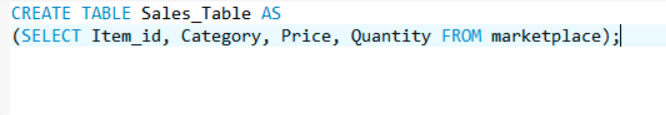 CREATE TABLE Sales_Table AS
(SELECT Item_id, Category, Price, Quantity FROM marketplace);